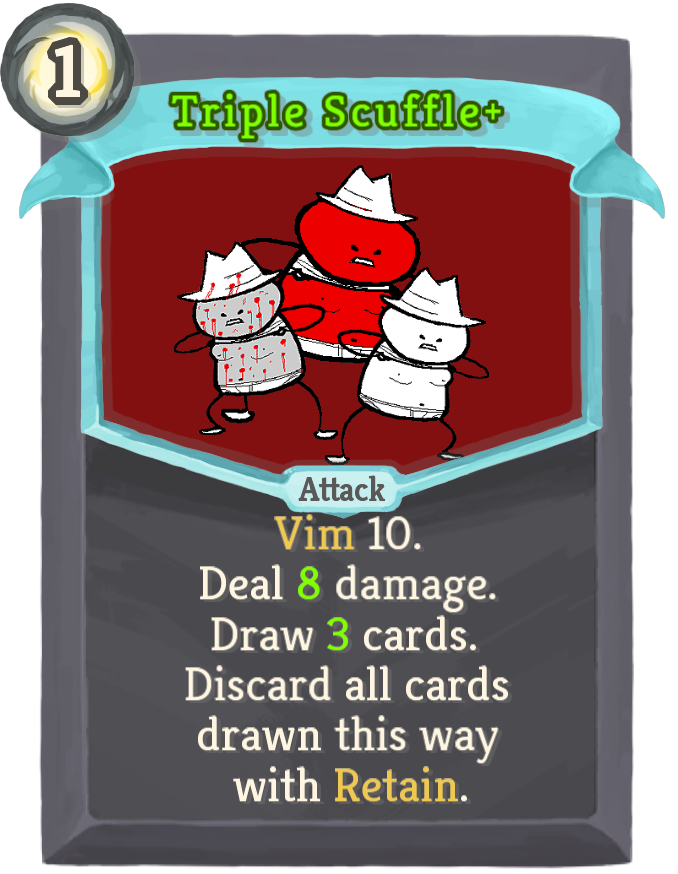 1
Triple Scuffle+
Attack
Vim 10.
Deal 8 damage.
Draw 3 cards.
Discard all cards
drawn this way
with Retain.